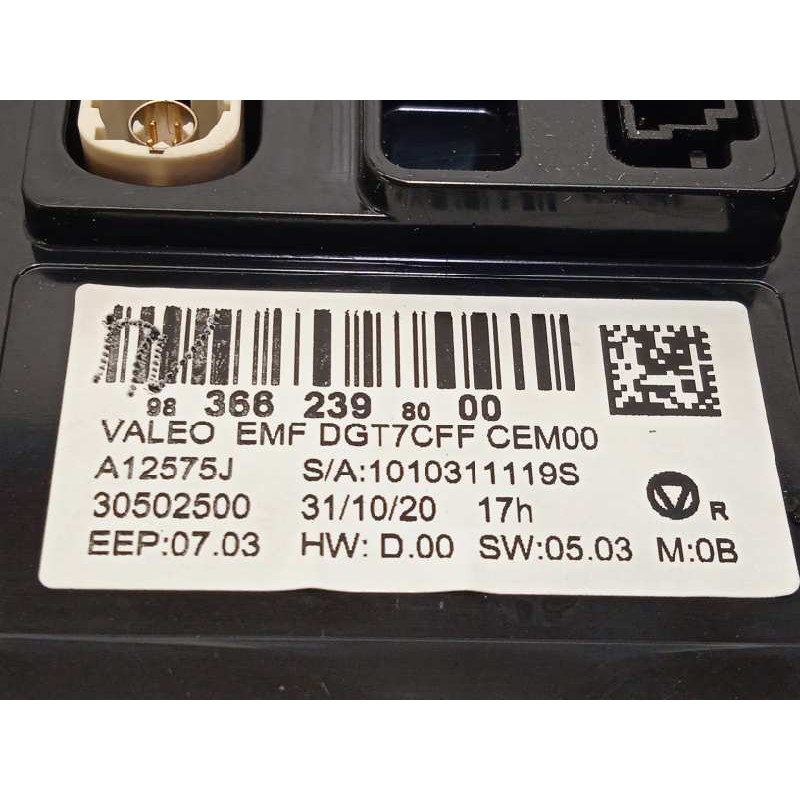 98 366 239 80 00
VALEO EMF DGT7CFF CEM00
A12575J S/A:1010311119S
30502500 31/10/20 17h
R
EEP:07.03 HW: D.00 SW:05.03 M:0B